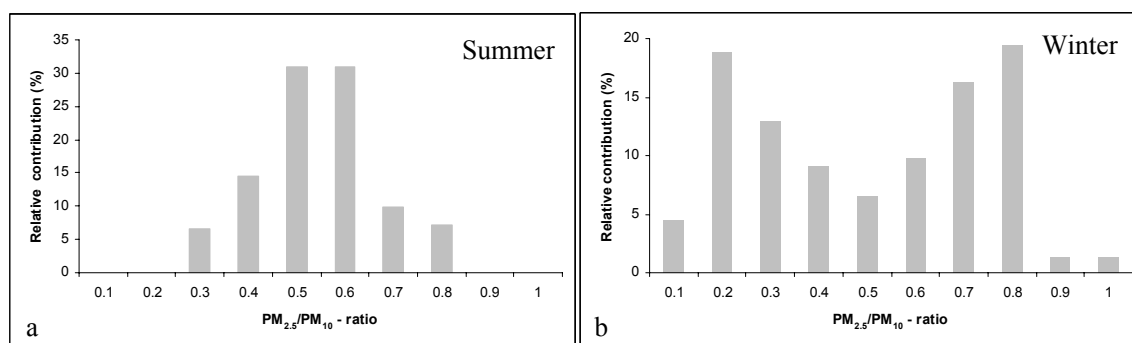 Summer
Relative contribution (%)
35
30
25
20
15
10
5
0
0.1 0.2 0.3 0.4 0.5 0.6 0.7 0.8 0.9 1
PM2.5/PM10 - ratio
a
Winter
Relative contribution (%)
20
15
10
5
0
0.1 0.2 0.3 0.4 0.5 0.6 0.7 0.8 0.9 1
PM2.5/PM10 - ratio
b